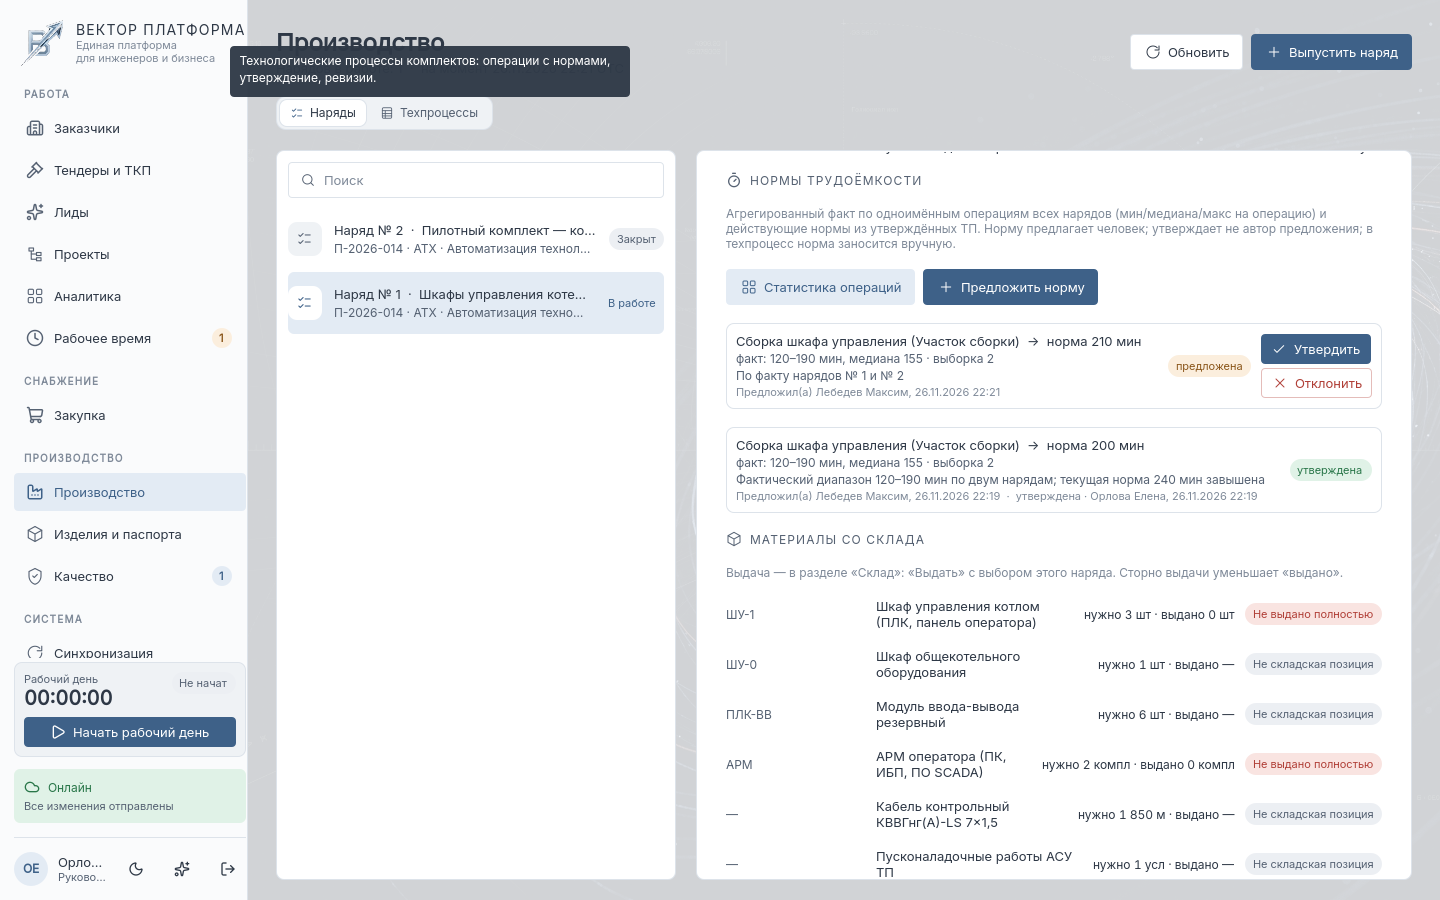 ВЕКТОР ПЛАТФОРМА
Единая платформа
для инженеров и бизнеса
РАБОТА
Заказчики
Тендеры и ТКП
Лиды
Проекты
Аналитика
Рабочее время
1
СНАБЖЕНИЕ
Закупка
ПРОИЗВОДСТВО
Производство
Изделия и паспорта
Качество
1
СИСТЕМА
Синхронизация
Рабочий день
Не начат
00:00:00
Начать рабочий день
Онлайн
Все изменения отправлены
ОЕ
Орло...
Руково...
Производство
Технологические процессы комплектов: операции с нормами,
утверждение, ревизии.
Обновить
Выпустить наряд
Наряды
Техпроцессы
Поиск
Наряд № 2 · Пилотный комплект — ко...
П-2026-014 · АТХ · Автоматизация технол...
Закрыт
Наряд № 1 · Шкафы управления коте...
П-2026-014 · АТХ · Автоматизация техно...
В работе
НОРМЫ ТРУДОЁМКОСТИ
Агрегированный факт по одноимённым операциям всех нарядов (мин/медиана/макс на операцию) и
действующие нормы из утверждённых ТП. Норму предлагает человек; утверждает не автор предложения; в
техпроцесс норма заносится вручную.
Статистика операций
Предложить норму
Сборка шкафа управления (Участок сборки) → норма 210 мин
факт: 120–190 мин, медиана 155 · выборка 2
По факту нарядов № 1 и № 2
Предложил(а) Лебедев Максим, 26.11.2026 22:21
предложена
Утвердить
Отклонить
Сборка шкафа управления (Участок сборки) → норма 200 мин
факт: 120–190 мин, медиана 155 · выборка 2
Фактический диапазон 120–190 мин по двум нарядам; текущая норма 240 мин завышена
Предложил(а) Лебедев Максим, 26.11.2026 22:19 · утверждена · Орлова Елена, 26.11.2026 22:19
утверждена
МАТЕРИАЛЫ СО СКЛАДА
Выдача — в разделе «Склад»: «Выдать» с выбором этого наряда. Сторно выдачи уменьшает «выдано».
ШУ-1
Шкаф управления котлом
(ПЛК, панель оператора)
нужно 3 шт · выдано 0 шт
Не выдано полностью
ШУ-0
Шкаф общекотельного
оборудования
нужно 1 шт · выдано —
Не складская позиция
ПЛК-ВВ
Модуль ввода-вывода
резервный
нужно 6 шт · выдано —
Не складская позиция
АРМ
АРМ оператора (ПК,
ИБП, ПО SCADA)
нужно 2 компл · выдано 0 компл
Не выдано полностью
—
Кабель контрольный
КВВГнг(А)-LS 7×1,5
нужно 1 850 м · выдано —
Не складская позиция
—
Пусконаладочные работы АСУ
ТП
нужно 1 усл · выдано —
Не складская позиция